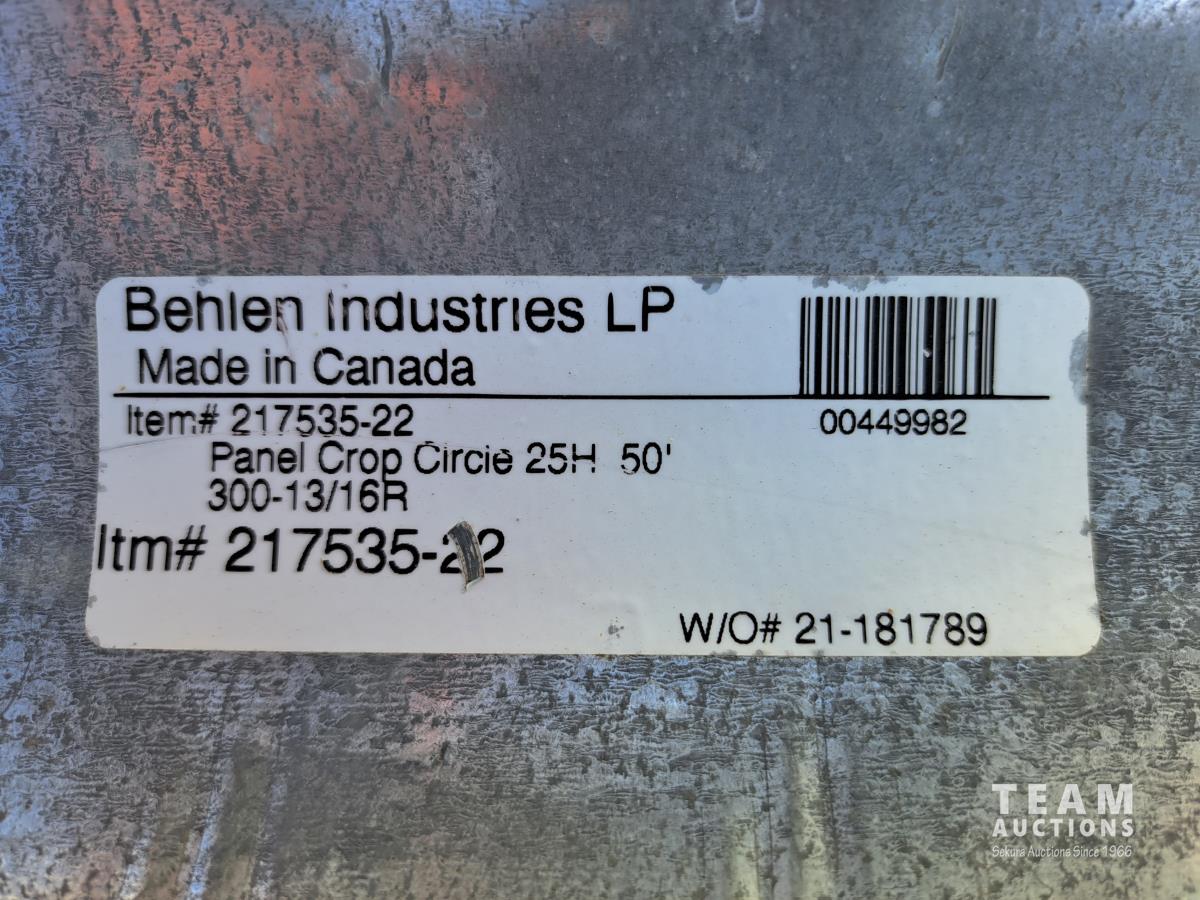 Behlen Industries LP
Made in Canada
Item# 217535-22
00449982
Panel Crop Circle 25H 50'
300-13/16R
Itm# 217535-22
W/O# 21-181789
TEAM
AUCTIONS
Sekura Auctions Since 1966